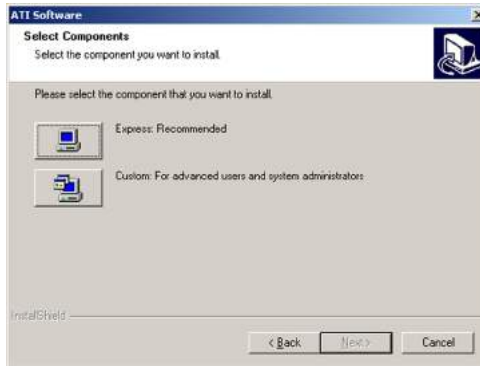 ATI Software
Select Components
Select the component you want to install.
Please select the component that you want to install.
Express: Recommended
Custom: For advanced users and system administrators
InstallShield
< Back
Next >
Cancel